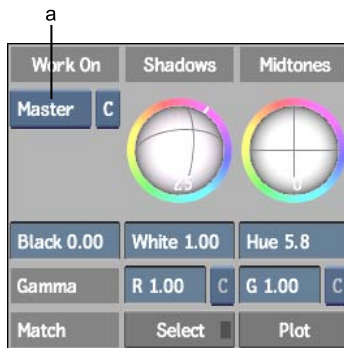 a
Work On Shadows Midtones
Master C
25 0
Black 0.00 White 1.00 Hue 5.8
Gamma R 1.00 C G 1.00 C
Match Select Plot